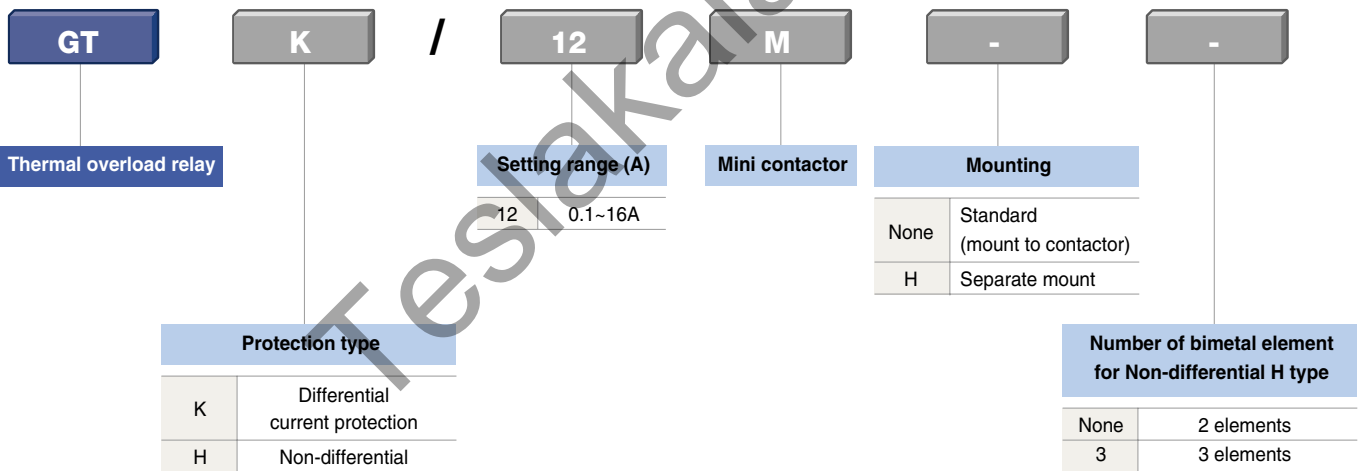 GT K / 12 M - -
Thermal overload relay
Setting range (A)
12 0.1~16A
Mini contactor
Mounting
None Standard
(mount to contactor)
H Separate mount
Protection type
K Differential
current protection
H Non-differential
Number of bimetal element
for Non-differential H type
None 2 elements
3 3 elements